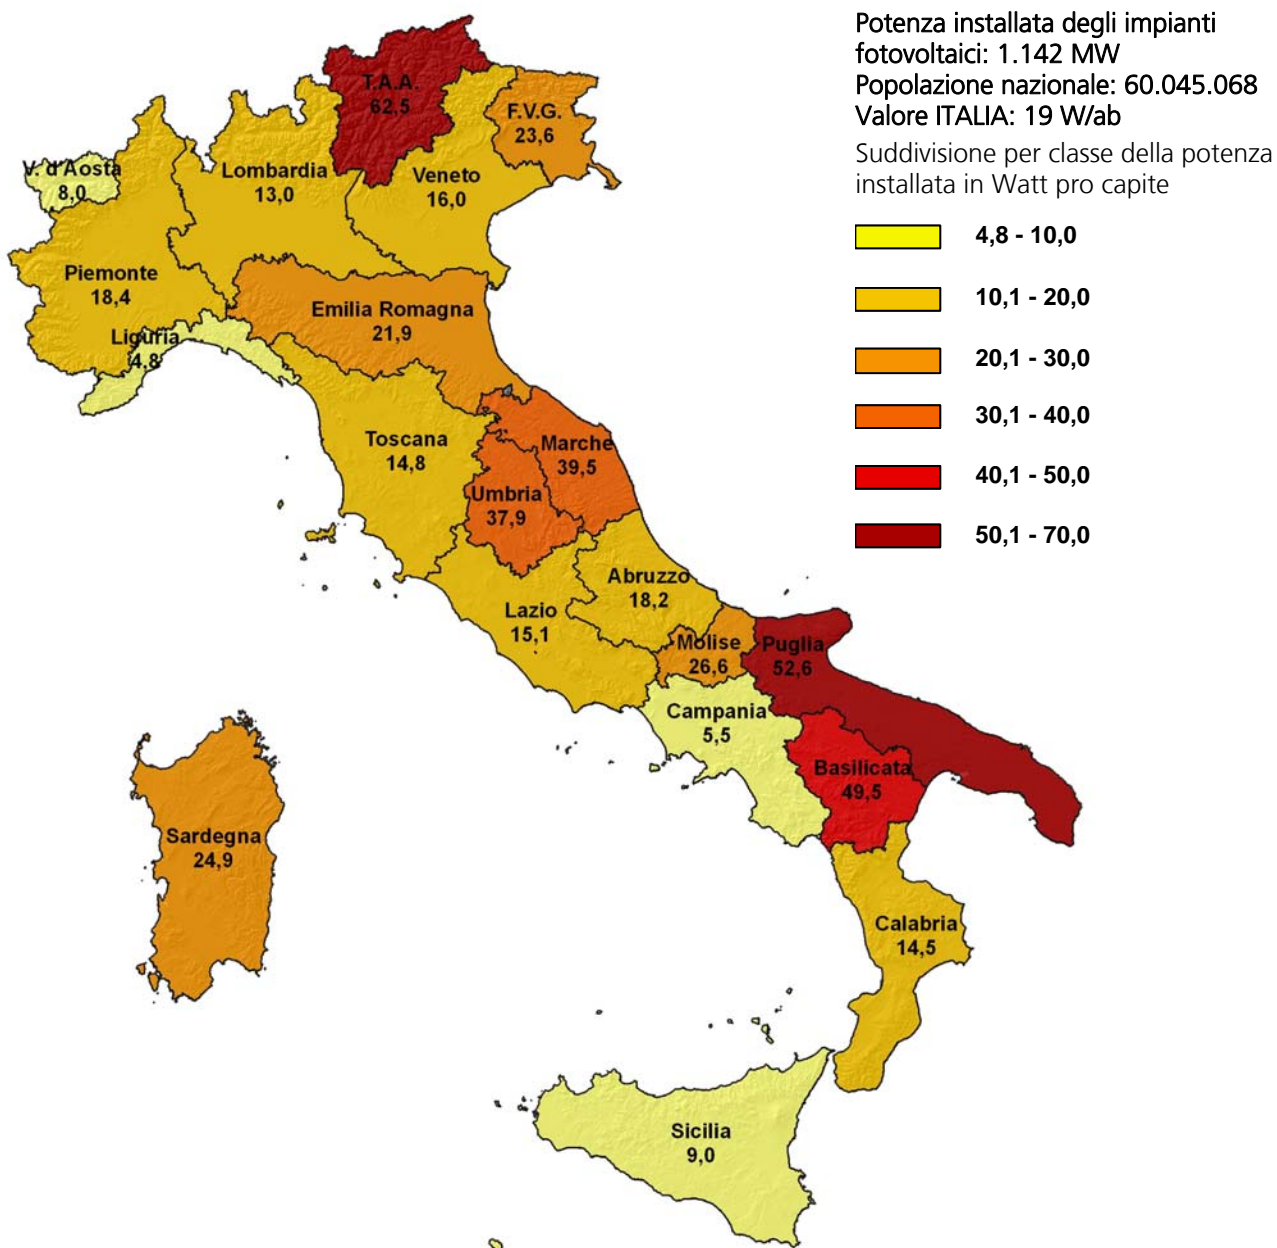 Potenza installata degli impianti
fotovoltaici: 1.142 MW
Popolazione nazionale: 60.045.068
Valore ITALIA: 19 W/ab
Suddivisione per classe della potenza
installata in Watt pro capite
4,8 - 10,0
10,1 - 20,0
20,1 - 30,0
30,1 - 40,0
40,1 - 50,0
50,1 - 70,0
T.A.A.
62,5
F.V.G.
23,6
V. d'Aosta
8,0
Lombardia
13,0
Veneto
16,0
Piemonte
18,4
Emilia Romagna
21,9
Liguria
4,8
Toscana
14,8
Marche
39,5
Umbria
37,9
Abruzzo
18,2
Lazio
15,1
Molise
26,6
Puglia
52,6
Campania
5,5
Basilicata
49,5
Sardegna
24,9
Calabria
14,5
Sicilia
9,0